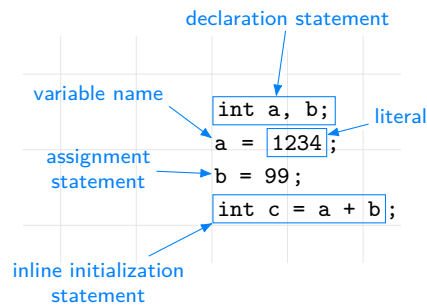 declaration statement
variable name
int a, b;
literal
a = 1234;
assignment
statement
b = 99;
int c = a + b;
inline initialization
statement